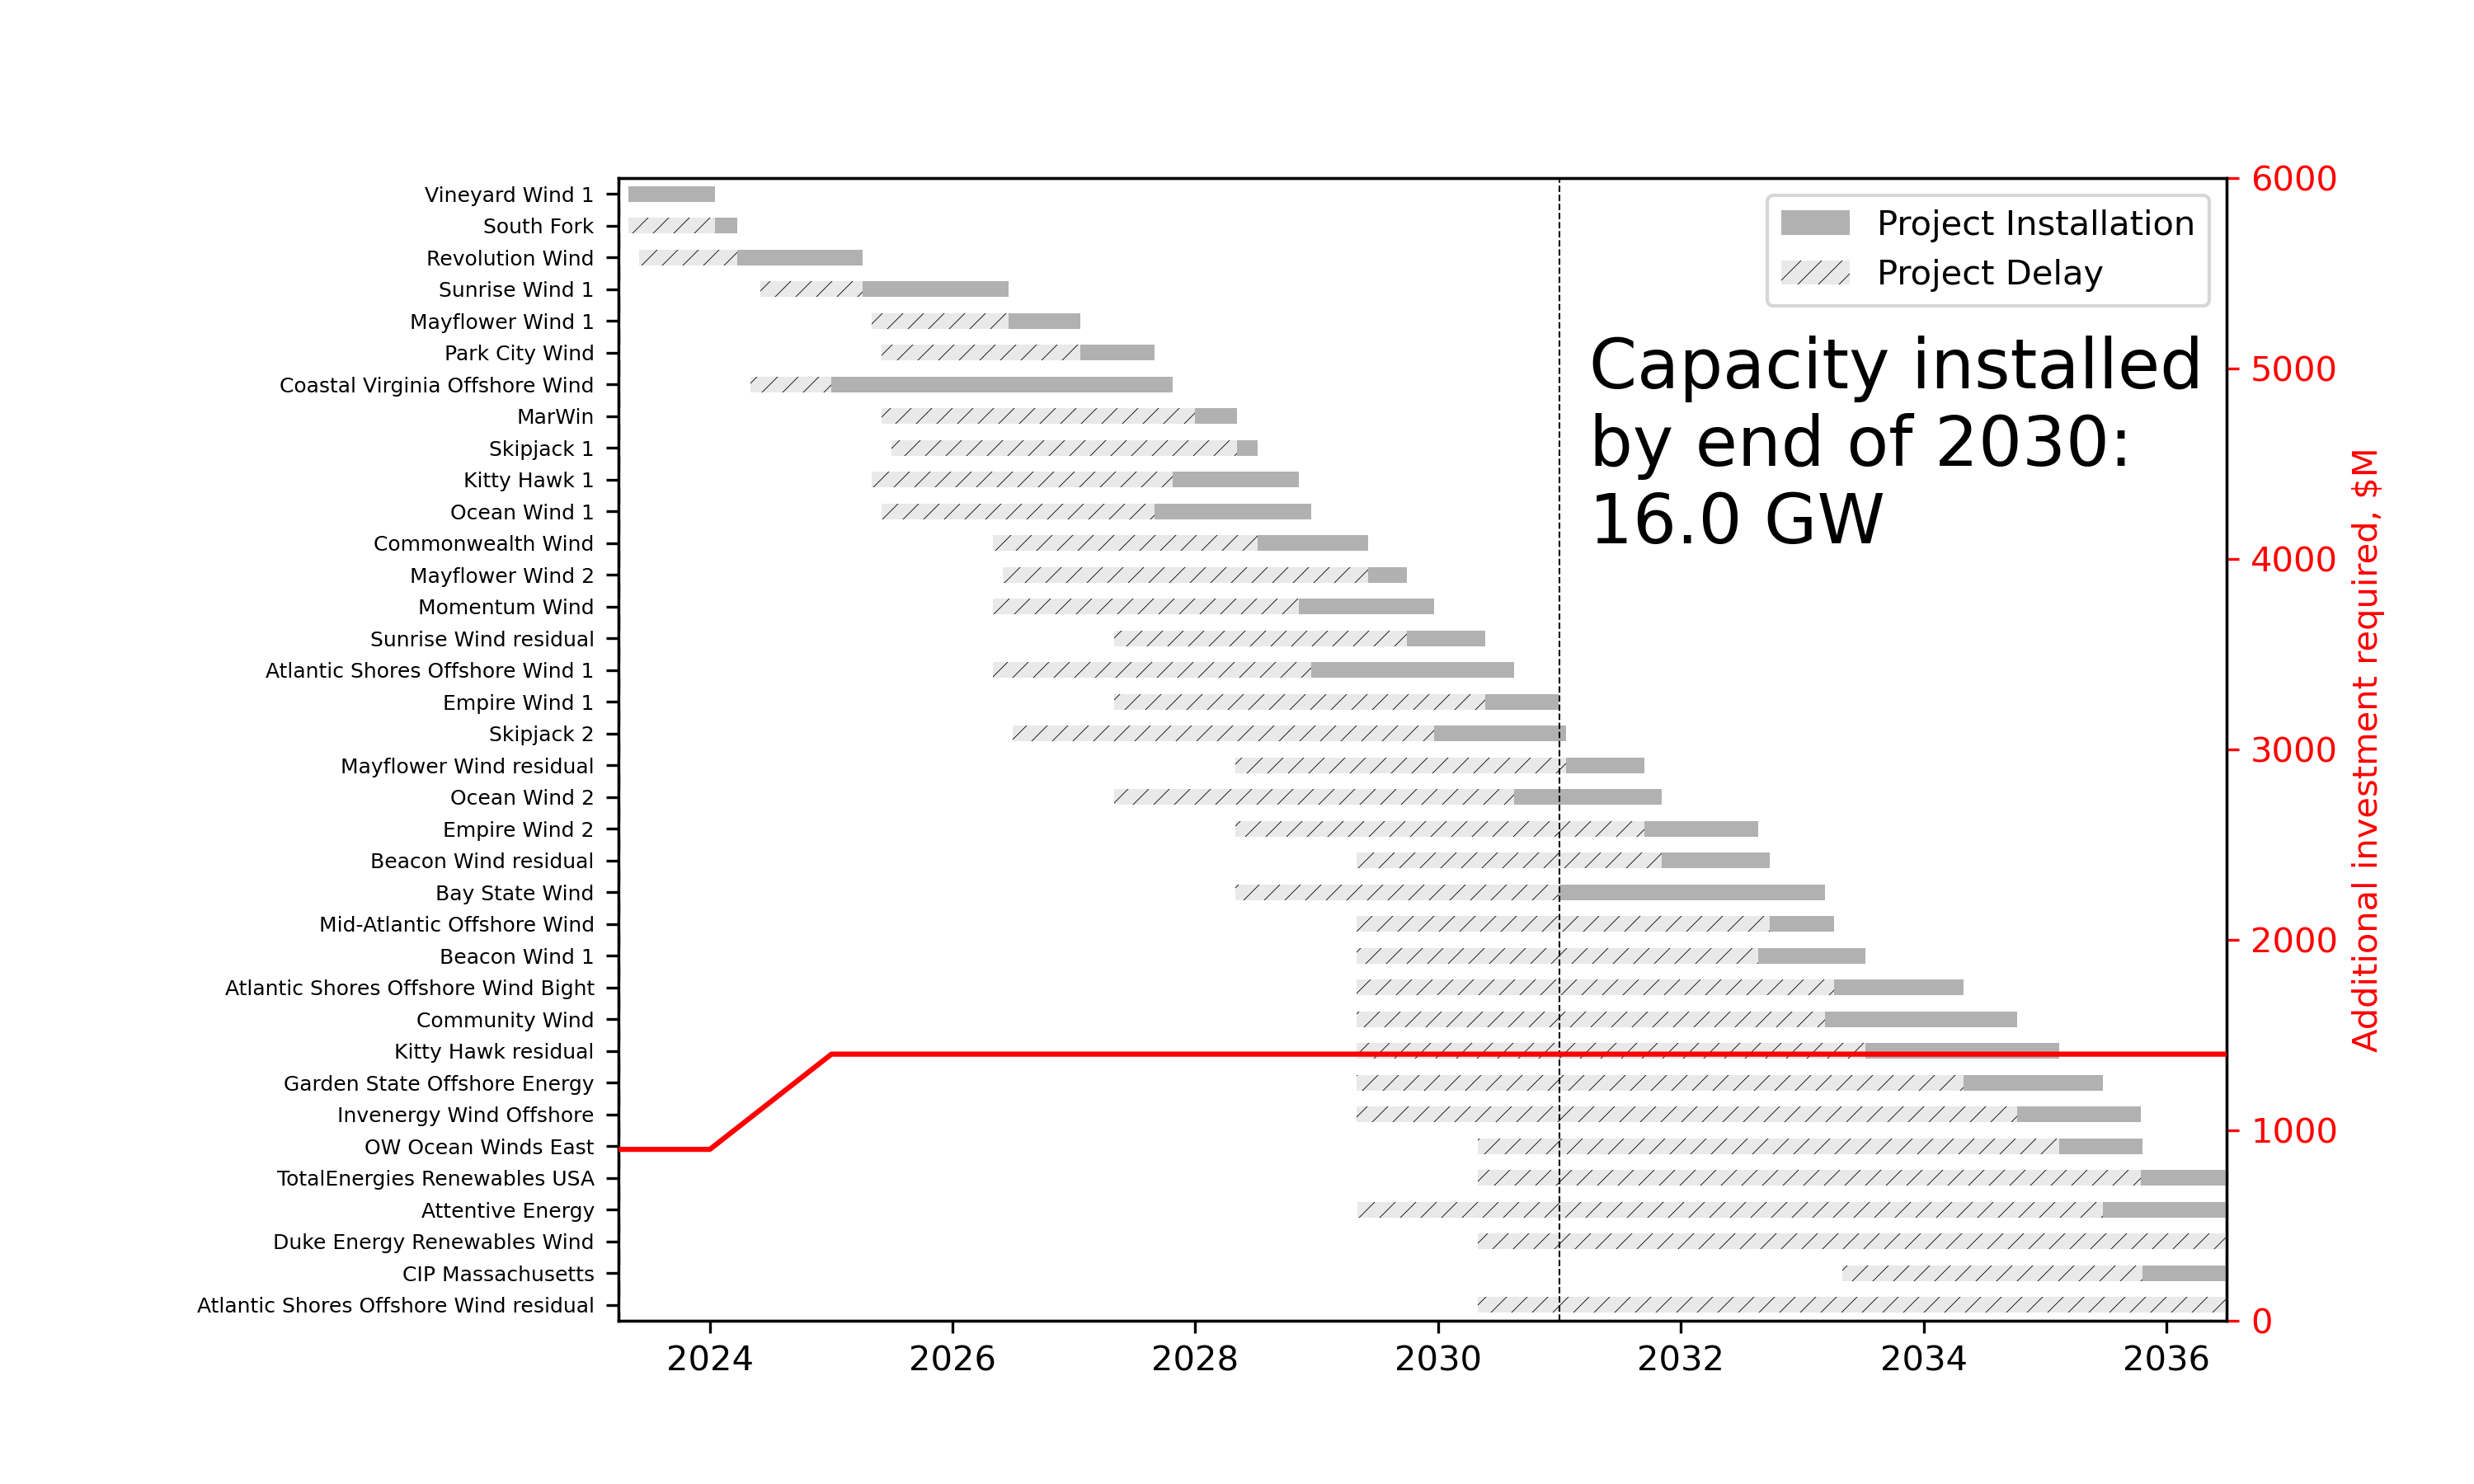 Vineyard Wind 1
South Fork
Revolution Wind
Sunrise Wind 1
Mayflower Wind 1
Park City Wind
Coastal Virginia Offshore Wind
MarWin
Skipjack 1
Kitty Hawk 1
Ocean Wind 1
Commonwealth Wind
Mayflower Wind 2
Momentum Wind
Sunrise Wind residual
Atlantic Shores Offshore Wind 1
Empire Wind 1
Skipjack 2
Mayflower Wind residual
Ocean Wind 2
Empire Wind 2
Beacon Wind residual
Bay State Wind
Mid-Atlantic Offshore Wind
Beacon Wind 1
Atlantic Shores Offshore Wind Bight
Community Wind
Kitty Hawk residual
Garden State Offshore Energy
Invenergy Wind Offshore
OW Ocean Winds East
TotalEnergies Renewables USA
Attentive Energy
Duke Energy Renewables Wind
CIP Massachusetts
Atlantic Shores Offshore Wind residual
2024 2026 2028 2030 2032 2034 2036
Project Installation
Project Delay
Capacity installed
by end of 2030:
16.0 GW
6000
5000
4000
3000
2000
1000
0
Additional investment required, $M